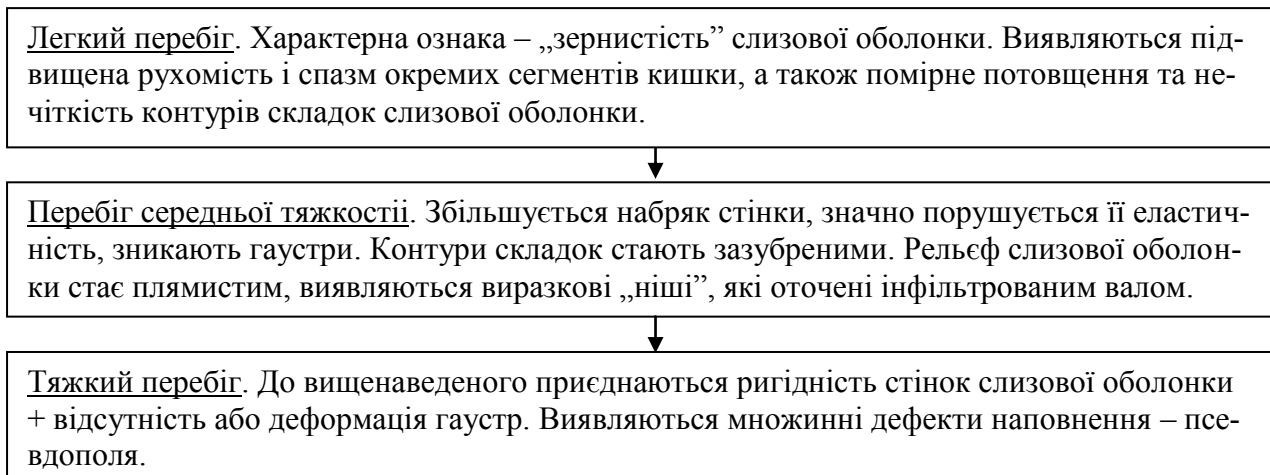 Легкий перебіг. Характерна ознака – „зернистість” слизової оболонки. Виявляються під-
вищена рухомість і спазм окремих сегментів кишки, а також помірне потовщення та не-
чіткість контурів складок слизової оболонки.
Перебіг середньої тяжкостіі. Збільшується набряк стінки, значно порушується її еластич-
ність, зникають гаустри. Контури складок стають зазубреними. Рельєф слизової оболон-
ки стає плямистим, виявляються виразкові „ніші”, які оточені інфільтрованим валом.
Тяжкий перебіг. До вищенаведеного приєднаються ригідність стінок слизової оболонки
+ відсутність або деформація гаустр. Виявляються множинні дефекти наповнення – псе-
вдополя.